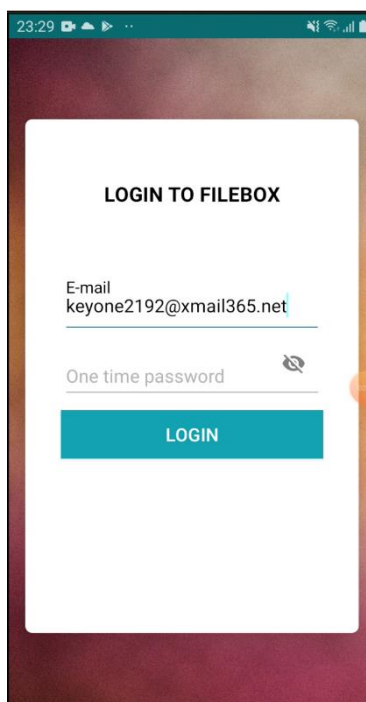 23:29
LOGIN TO FILEBOX
E-mail
keyone2192@xmail365.net
One time password
LOGIN